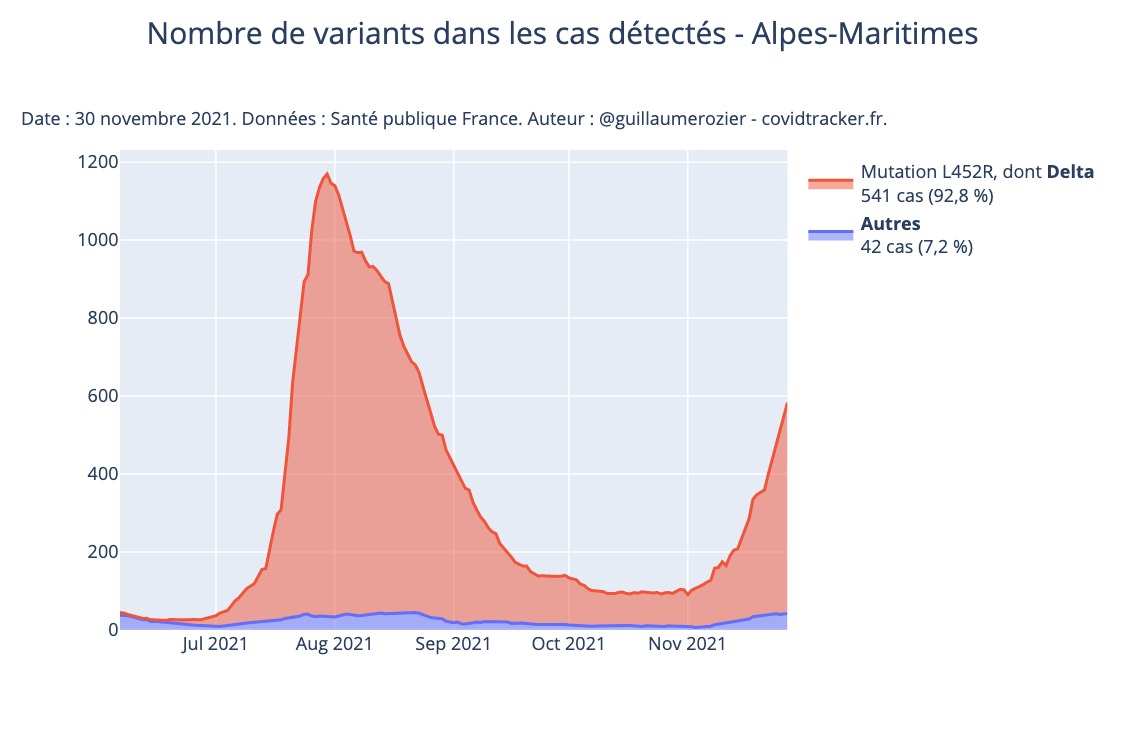 Nombre de variants dans les cas détectés - Alpes-Maritimes
Date : 30 novembre 2021. Données : Santé publique France. Auteur : @guillaumerozier - covidtracker.fr.
Mutation L452R, dont Delta
541 cas (92,8 %)
Autres
42 cas (7,2 %)
1200
1000
800
600
400
200
0
Jul 2021 Aug 2021 Sep 2021 Oct 2021 Nov 2021